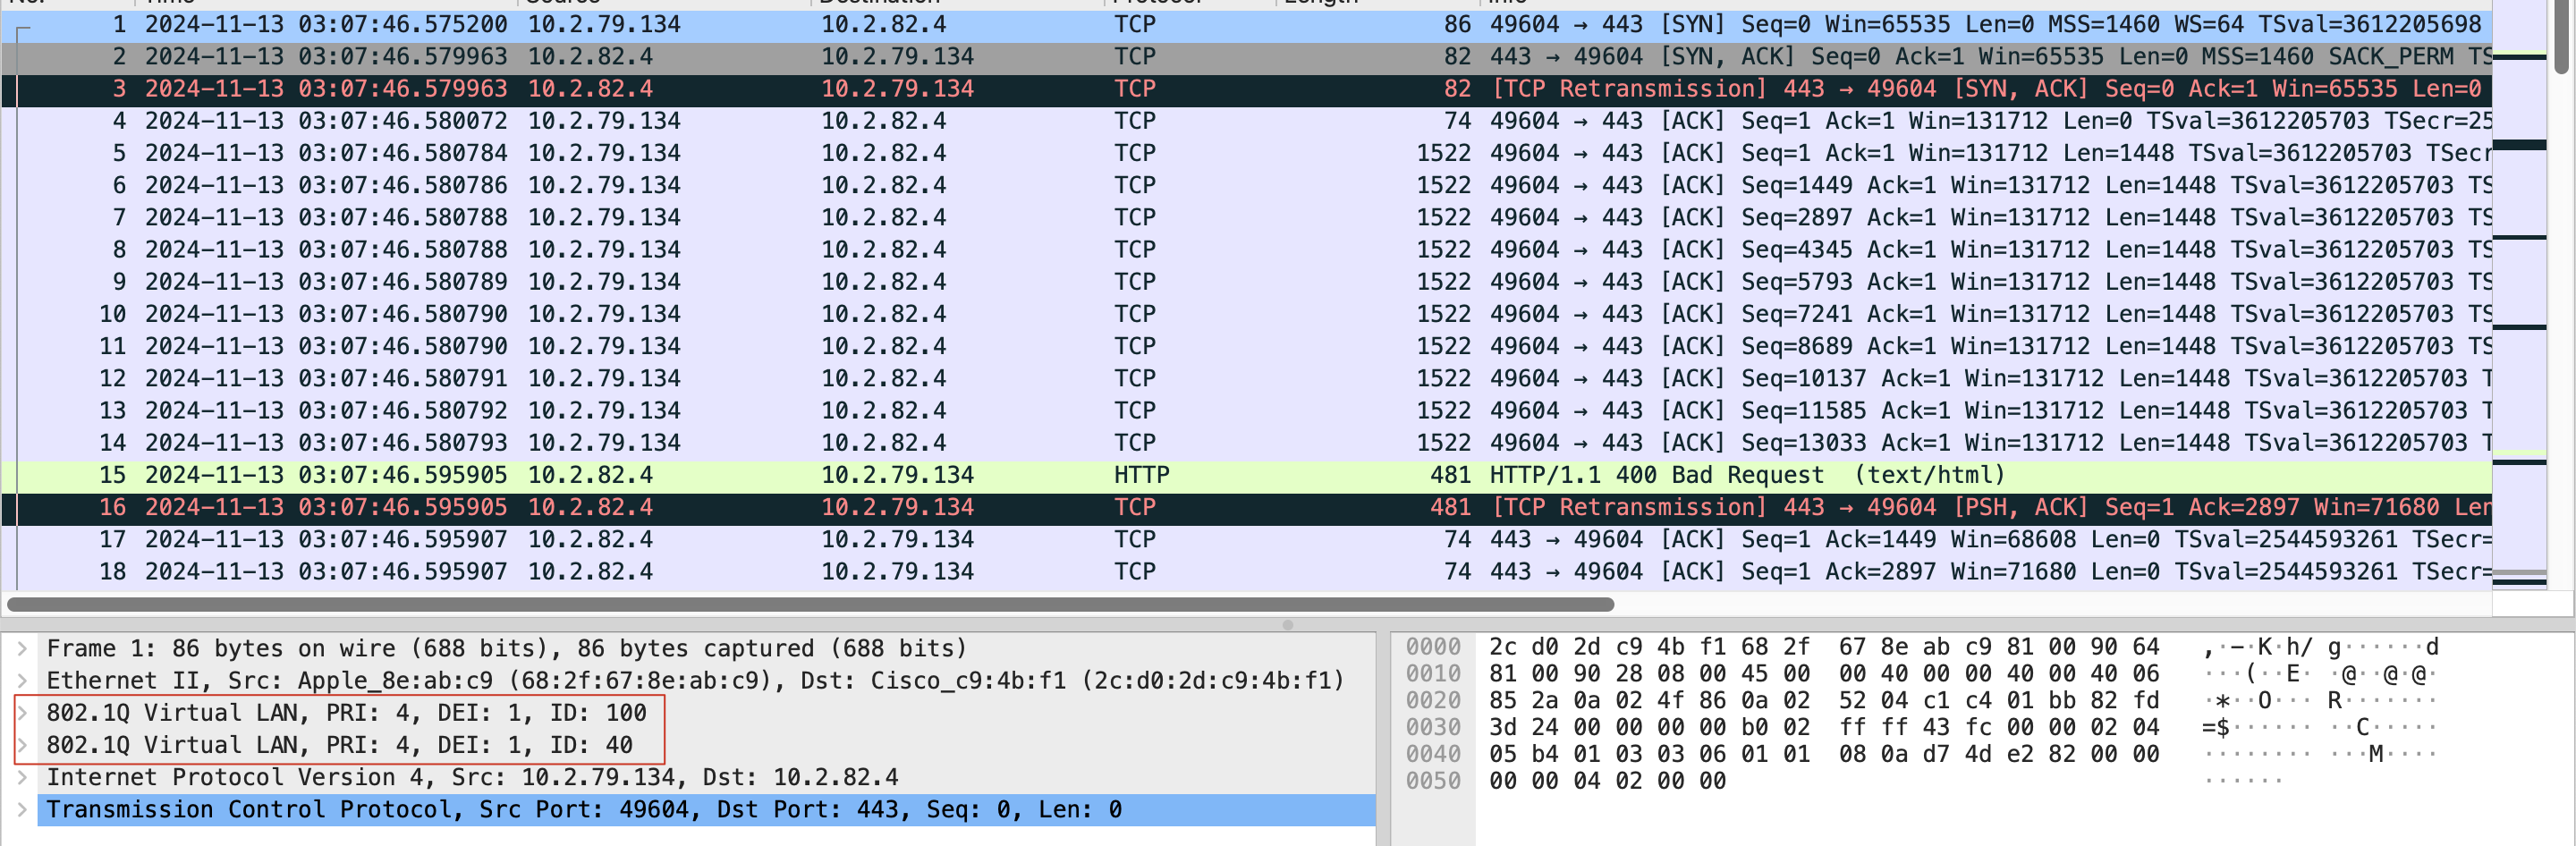 1 2024-11-13 03:07:46.575200 10.2.79.134 10.2.82.4 TCP 86 49604 → 443 [SYN] Seq=0 Win=65535 Len=0 MSS=1460 WS=64 TSval=3612205698
2 2024-11-13 03:07:46.579963 10.2.82.4 10.2.79.134 TCP 82 443 → 49604 [SYN, ACK] Seq=0 Ack=1 Win=65535 Len=0 MSS=1460 SACK_PERM TS
3 2024-11-13 03:07:46.579963 10.2.82.4 10.2.79.134 TCP 82 [TCP Retransmission] 443 → 49604 [SYN, ACK] Seq=0 Ack=1 Win=65535 Len=0
4 2024-11-13 03:07:46.580072 10.2.79.134 10.2.82.4 TCP 74 49604 → 443 [ACK] Seq=1 Ack=1 Win=131712 Len=0 TSval=3612205703 TSecr=25
5 2024-11-13 03:07:46.580784 10.2.79.134 10.2.82.4 TCP 1522 49604 → 443 [ACK] Seq=1 Ack=1 Win=131712 Len=1448 TSval=3612205703 TSecr
6 2024-11-13 03:07:46.580786 10.2.79.134 10.2.82.4 TCP 1522 49604 → 443 [ACK] Seq=1449 Ack=1 Win=131712 Len=1448 TSval=3612205703 TS
7 2024-11-13 03:07:46.580788 10.2.79.134 10.2.82.4 TCP 1522 49604 → 443 [ACK] Seq=2897 Ack=1 Win=131712 Len=1448 TSval=3612205703 TS
8 2024-11-13 03:07:46.580788 10.2.79.134 10.2.82.4 TCP 1522 49604 → 443 [ACK] Seq=4345 Ack=1 Win=131712 Len=1448 TSval=3612205703 TS
9 2024-11-13 03:07:46.580789 10.2.79.134 10.2.82.4 TCP 1522 49604 → 443 [ACK] Seq=5793 Ack=1 Win=131712 Len=1448 TSval=3612205703 TS
10 2024-11-13 03:07:46.580790 10.2.79.134 10.2.82.4 TCP 1522 49604 → 443 [ACK] Seq=7241 Ack=1 Win=131712 Len=1448 TSval=3612205703 TS
11 2024-11-13 03:07:46.580790 10.2.79.134 10.2.82.4 TCP 1522 49604 → 443 [ACK] Seq=8689 Ack=1 Win=131712 Len=1448 TSval=3612205703 TS
12 2024-11-13 03:07:46.580791 10.2.79.134 10.2.82.4 TCP 1522 49604 → 443 [ACK] Seq=10137 Ack=1 Win=131712 Len=1448 TSval=3612205703 T
13 2024-11-13 03:07:46.580792 10.2.79.134 10.2.82.4 TCP 1522 49604 → 443 [ACK] Seq=11585 Ack=1 Win=131712 Len=1448 TSval=3612205703 T
14 2024-11-13 03:07:46.580793 10.2.79.134 10.2.82.4 TCP 1522 49604 → 443 [ACK] Seq=13033 Ack=1 Win=131712 Len=1448 TSval=3612205703 T
15 2024-11-13 03:07:46.595905 10.2.82.4 10.2.79.134 HTTP 481 HTTP/1.1 400 Bad Request (text/html)
16 2024-11-13 03:07:46.595905 10.2.82.4 10.2.79.134 TCP 481 [TCP Retransmission] 443 → 49604 [PSH, ACK] Seq=1 Ack=2897 Win=71680 Len
17 2024-11-13 03:07:46.595907 10.2.82.4 10.2.79.134 TCP 74 443 → 49604 [ACK] Seq=1 Ack=1449 Win=68608 Len=0 TSval=2544593261 TSecr=
18 2024-11-13 03:07:46.595907 10.2.82.4 10.2.79.134 TCP 74 443 → 49604 [ACK] Seq=1 Ack=2897 Win=71680 Len=0 TSval=2544593261 TSecr=
Frame 1: 86 bytes on wire (688 bits), 86 bytes captured (688 bits)
Ethernet II, Src: Apple_8e:ab:c9 (68:2f:67:8e:ab:c9), Dst: Cisco_c9:4b:f1 (2c:d0:2d:c9:4b:f1)
802.1Q Virtual LAN, PRI: 4, DEI: 1, ID: 100
802.1Q Virtual LAN, PRI: 4, DEI: 1, ID: 40
Internet Protocol Version 4, Src: 10.2.79.134, Dst: 10.2.82.4
Transmission Control Protocol, Src Port: 49604, Dst Port: 443, Seq: 0, Len: 0
0000 2c d0 2d c9 4b f1 68 2f 67 8e ab c9 81 00 90 64 ,·-·K·h/ g······d
0010 81 00 90 28 08 00 45 00 00 40 00 00 40 00 40 06 ···(··E· ·@··@·@·
0020 85 2a 0a 02 4f 86 0a 02 52 04 c1 c4 01 bb 82 fd ·*··O··· R·······
0030 3d 24 00 00 00 00 b0 02 ff ff 43 fc 00 00 02 04 =$······ ··C·····
0040 05 b4 01 03 03 06 01 01 08 0a d7 4d e2 82 00 00 ········ ···M····
0050 00 00 04 02 00 00 ······